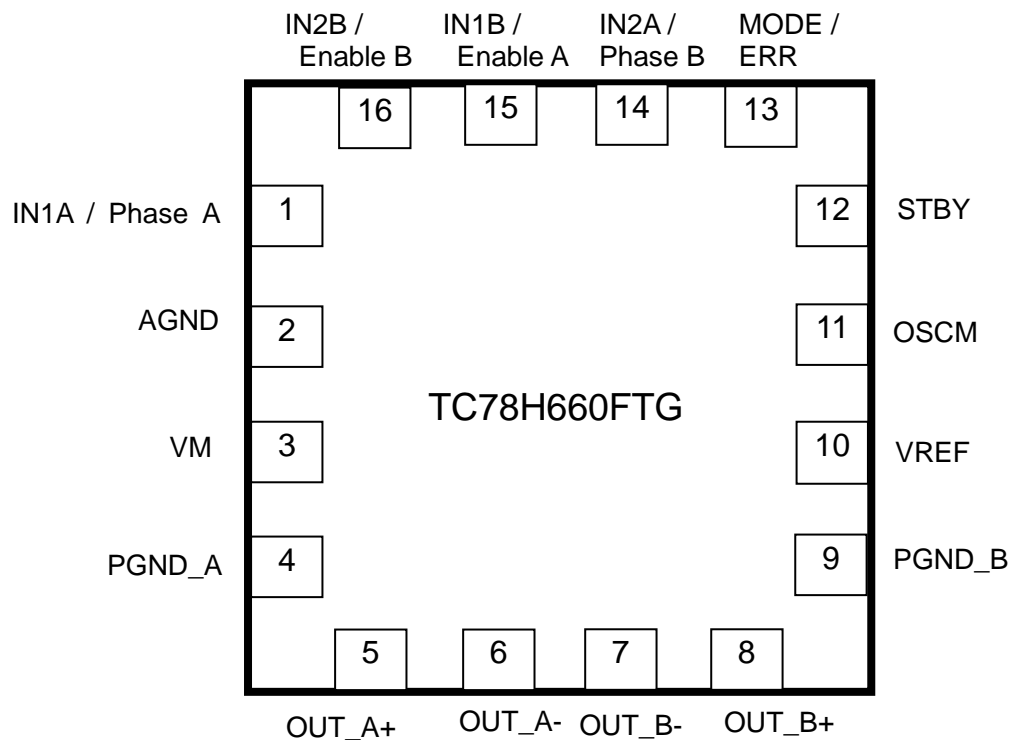 IN2B /
Enable B
IN1B /
Enable A
IN2A /
Phase B
MODE /
ERR
16
15
14
13
IN1A / Phase A
1
12
STBY
AGND
2
11
OSCM
TC78H660FTG
VM
3
10
VREF
PGND_A
4
9
PGND_B
5
6
7
8
OUT_A+
OUT_A-
OUT_B-
OUT_B+